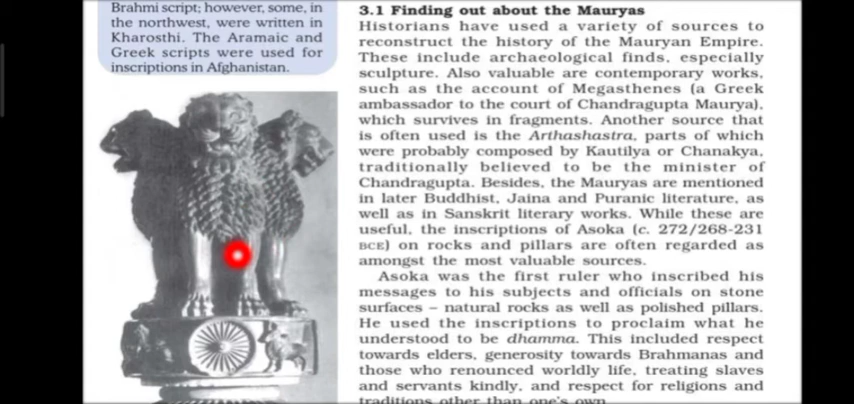 Brahmi script; however, some, in
the northwest, were written in
Kharosthi. The Aramaic and
Greek scripts were used for
inscriptions in Afghanistan.
3.1 Finding out about the Mauryas
Historians have used a variety of sources to
reconstruct the history of the Mauryan Empire.
These include archaeological finds, especially
sculpture. Also valuable are contemporary works,
such as the account of Megasthenes (a Greek
ambassador to the court of Chandragupta Maurya),
which survives in fragments. Another source that
is often used is the Arthashastra, parts of which
were probably composed by Kautilya or Chanakya,
traditionally believed to be the minister of
Chandragupta. Besides, the Mauryas are mentioned
in later Buddhist, Jaina and Puranic literature, as
well as in Sanskrit literary works. While these are
useful, the inscriptions of Asoka (c. 272/268-231
BCE) on rocks and pillars are often regarded as
amongst the most valuable sources.
Asoka was the first ruler who inscribed his
messages to his subjects and officials on stone
surfaces – natural rocks as well as polished pillars.
He used the inscriptions to proclaim what he
understood to be dhamma. This included respect
towards elders, generosity towards Brahmanas and
those who renounced worldly life, treating slaves
and servants kindly, and respect for religions and
traditions other than one's own